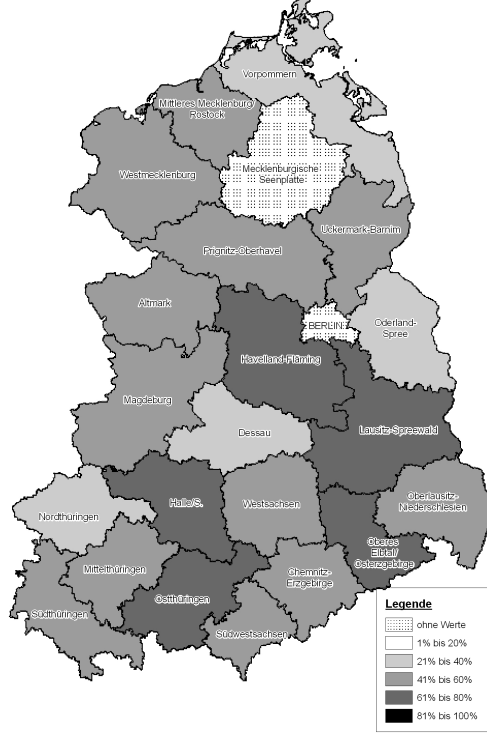 Vorpommern
Mittleres Mecklenburg/
Rostock
Westmecklenburg
Mecklenburgische
Seenplatte
Uckermark-Barnim
Prignitz-Oberhavel
Altmark
BERLIN
Oderland-
Spree
Havelland-Fläming
Magdeburg
Dessau
Lausitz-Spreewald
Halle/S.
Westsachsen
Oberlausitz-
Niederschlesien
Nordthüringen
Oberes
Elbtal/
Osterzgebirge
Mittelthüringen
Chemnitz-
Erzgebirge
Ostthüringen
Südthüringen
Südwestsachsen
Legende
ohne Werte
1% bis 20%
21% bis 40%
41% bis 60%
61% bis 80%
81% bis 100%